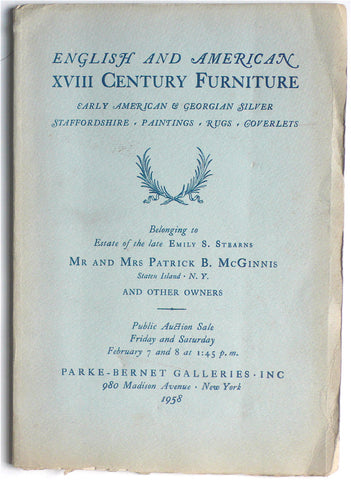 ENGLISH AND AMERICAN
XVIII CENTURY FURNITURE
EARLY AMERICAN & GEORGIAN SILVER
STAFFORDSHIRE · PAINTINGS · RUGS · COVERLETS
Belonging to
Estate of the late EMILY S. STEARNS
MR AND MRS PATRICK B. MCGINNIS
Staten Island · N. Y.
AND OTHER OWNERS
Public Auction Sale
Friday and Saturday
February 7 and 8 at 1:45 p.m.
PARKE-BERNET GALLERIES · INC
980 Madison Avenue · New York
1958